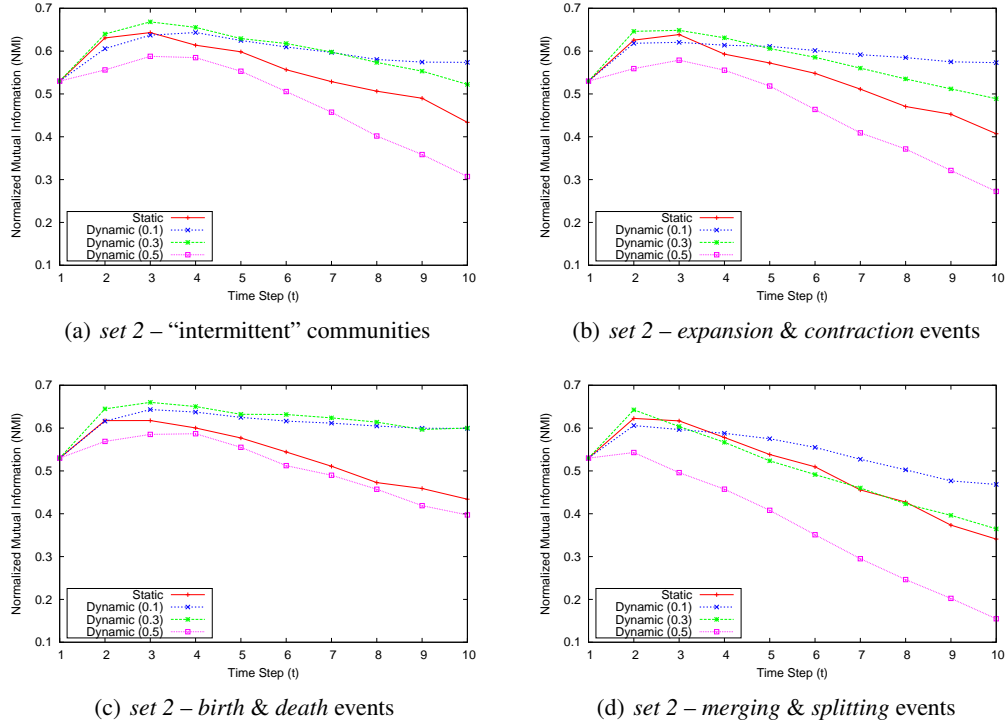 Normalized Mutual Information (NMI)
0.7
0.6
0.5
0.4
0.3
0.2
0.1
Static
Dynamic (0.1)
Dynamic (0.3)
Dynamic (0.5)
1 2 3 4 5 6 7 8 9 10
Time Step (t)
(a) set 2 – “intermittent” communities
Normalized Mutual Information (NMI)
0.7
0.6
0.5
0.4
0.3
0.2
0.1
Static
Dynamic (0.1)
Dynamic (0.3)
Dynamic (0.5)
1 2 3 4 5 6 7 8 9 10
Time Step (t)
(b) set 2 – expansion & contraction events
Normalized Mutual Information (NMI)
0.7
0.6
0.5
0.4
0.3
0.2
0.1
Static
Dynamic (0.1)
Dynamic (0.3)
Dynamic (0.5)
1 2 3 4 5 6 7 8 9 10
Time Step (t)
(c) set 2 – birth & death events
Normalized Mutual Information (NMI)
0.7
0.6
0.5
0.4
0.3
0.2
0.1
Static
Dynamic (0.1)
Dynamic (0.3)
Dynamic (0.5)
1 2 3 4 5 6 7 8 9 10
Time Step (t)
(d) set 2 – merging & splitting events